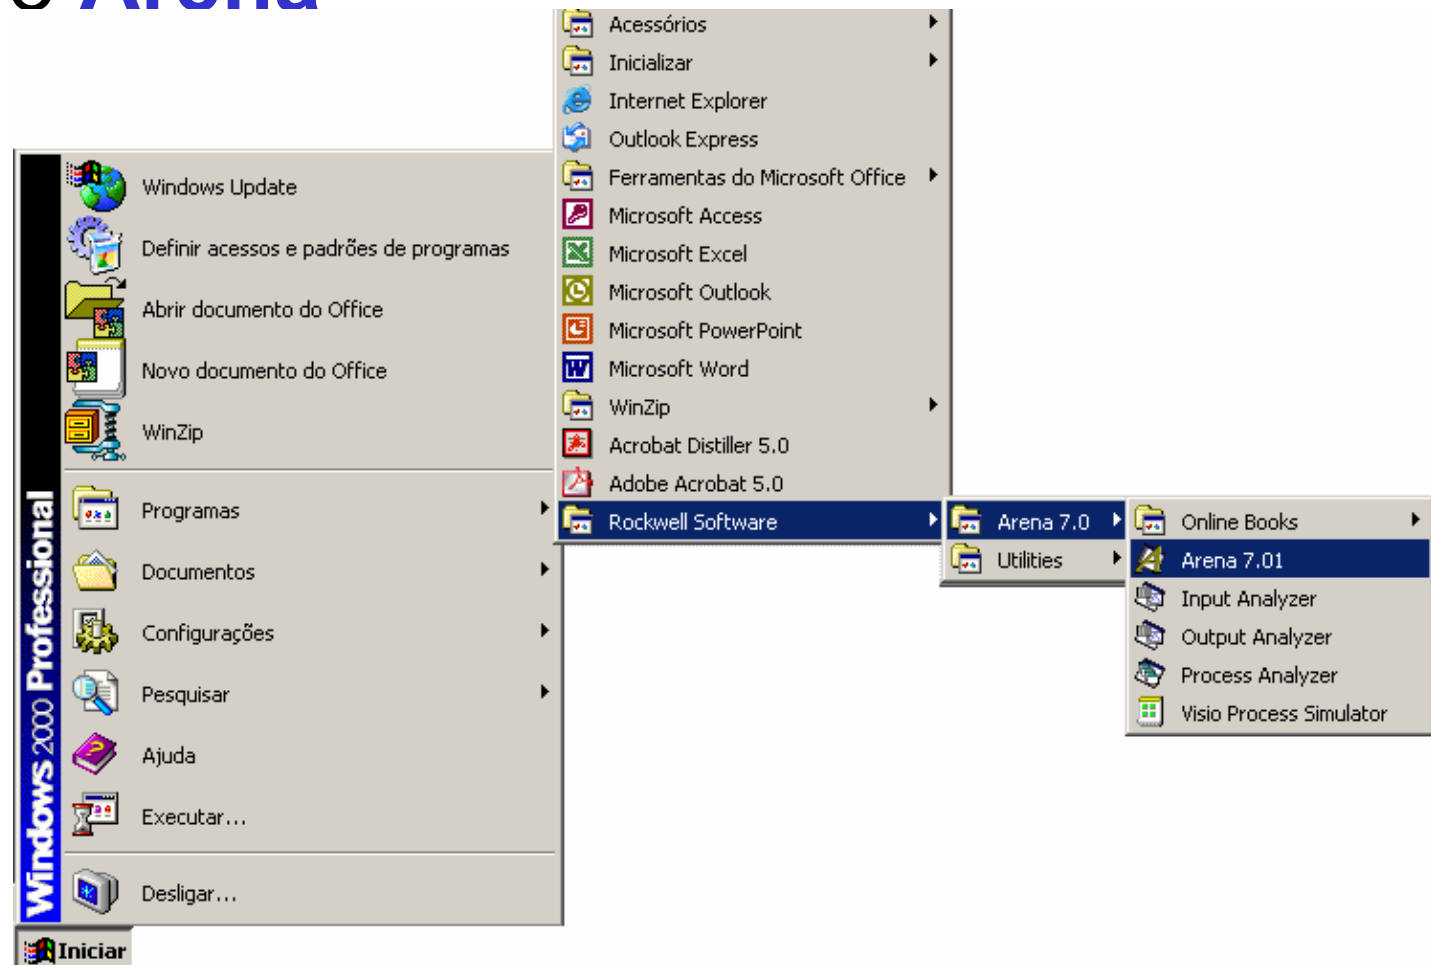 o Arena
Acessórios
Inicializar
Internet Explorer
Outlook Express
Ferramentas do Microsoft Office
Microsoft Access
Microsoft Excel
Microsoft Outlook
Microsoft PowerPoint
Microsoft Word
WinZip
Acrobat Distiller 5.0
Adobe Acrobat 5.0
Rockwell Software
Arena 7.0
Utilities
Online Books
Arena 7.01
Input Analyzer
Output Analyzer
Process Analyzer
Visio Process Simulator
Windows Update
Definir acessos e padrões de programas
Abrir documento do Office
Novo documento do Office
WinZip
Programas
Documentos
Configurações
Pesquisar
Ajuda
Executar...
Desligar...
Windows 2000 Professional
Iniciar